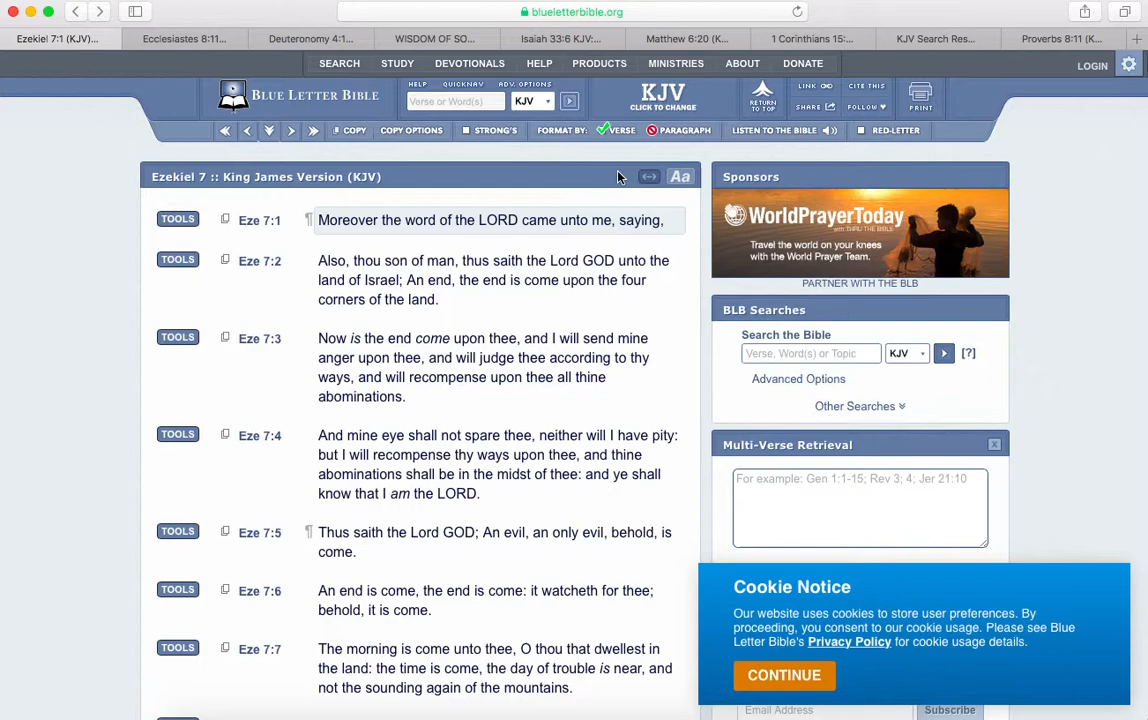 blueletterbible.org
Ezekiel 7:1 (KJV)...
Ecclesiastes 8:11...
Deuteronomy 4:1...
WISDOM OF SO...
Isaiah 33:6 KJV:...
Matthew 6:20 (K...
1 Corinthians 15:...
KJV Search Res...
Proverbs 8:11 (K...
SEARCH STUDY DEVOTIONALS HELP PRODUCTS MINISTRIES ABOUT DONATE
LOGIN
BLUE LETTER BIBLE
HELP QUICKNAV ADV. OPTIONS
Verse or Word(s) KJV
KJV
CLICK TO CHANGE
RETURN
TO TOP
LINK CITE THIS
SHARE FOLLOW
PRINT
COPY COPY OPTIONS STRONG'S FORMAT BY: VERSE PARAGRAPH LISTEN TO THE BIBLE RED-LETTER
Ezekiel 7 :: King James Version (KJV)
Aa
TOOLS Eze 7:1 ¶ Moreover the word of the LORD came unto me, saying,
TOOLS Eze 7:2 Also, thou son of man, thus saith the Lord GOD unto the
land of Israel; An end, the end is come upon the four
corners of the land.
TOOLS Eze 7:3 Now is the end come upon thee, and I will send mine
anger upon thee, and will judge thee according to thy
ways, and will recompense upon thee all thine
abominations.
TOOLS Eze 7:4 And mine eye shall not spare thee, neither will I have pity:
but I will recompense thy ways upon thee, and thine
abominations shall be in the midst of thee: and ye shall
know that I am the LORD.
TOOLS Eze 7:5 ¶ Thus saith the Lord GOD; An evil, an only evil, behold, is
come.
TOOLS Eze 7:6 An end is come, the end is come: it watcheth for thee;
behold, it is come.
TOOLS Eze 7:7 The morning is come unto thee, O thou that dwellest in
the land: the time is come, the day of trouble is near, and
not the sounding again of the mountains.
Sponsors
WorldPrayerToday
with THRU the BIBLE
Travel the world on your knees
with the World Prayer Team.
PARTNER WITH THE BLB
BLB Searches
Search the Bible
Verse, Word(s) or Topic KJV [?]
Advanced Options
Other Searches
Multi-Verse Retrieval
x
For example: Gen 1:1-15; Rev 3; 4; Jer 21:10
Cookie Notice
Our website uses cookies to store user preferences. By
proceeding, you consent to our cookie usage. Please see Blue
Letter Bible's Privacy Policy for cookie usage details.
CONTINUE
Email Address Subscribe